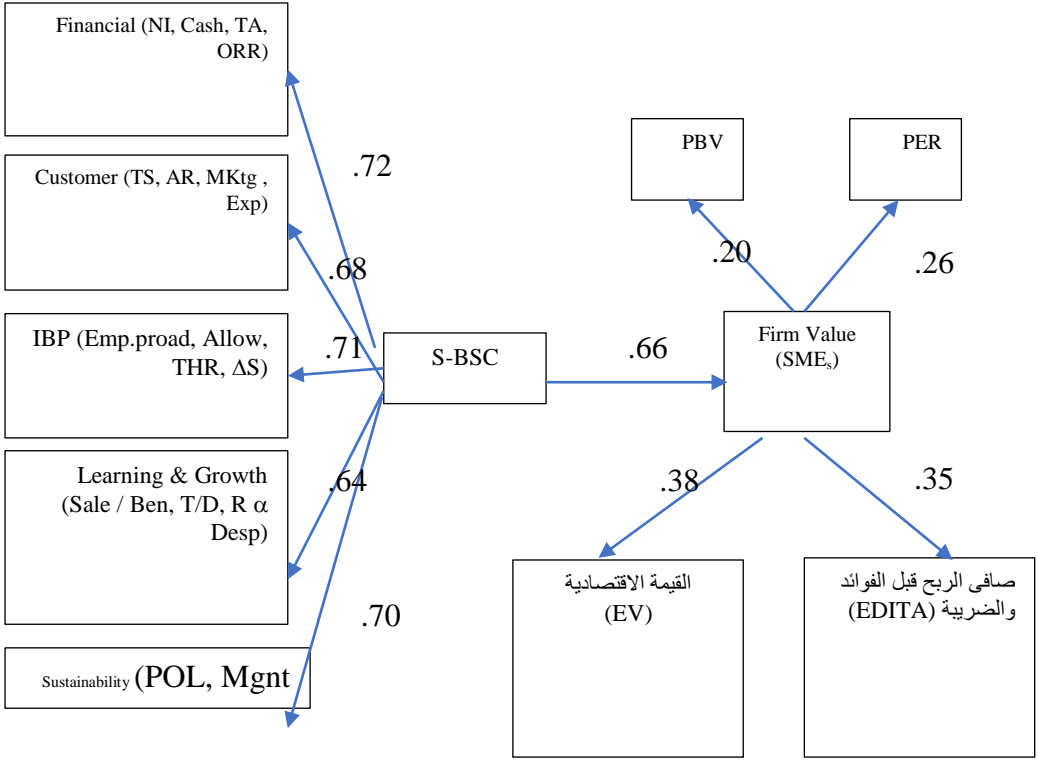 Financial (NI, Cash, TA,
ORR)
.72
Customer (TS, AR, MKtg ,
Exp)
.68
IBP (Emp.proad, Allow,
THR, ΔS)
.71
Learning & Growth
(Sale / Ben, T/D, R α
Desp)
.64
Sustainability (POL, Mgnt
.70
S-BSC
.66
PBV
PER
.20
.26
Firm Value
(SMEs)
.38
.35
القيمة الاقتصادية
(EV)
صافى الربح قبل الفوائد
والضريبة (EDITA)